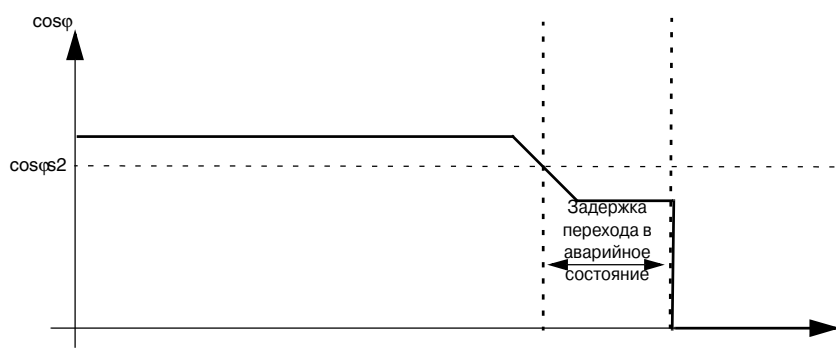 cosφ
cosφs2
Задержка
перехода в
аварийное
состояние